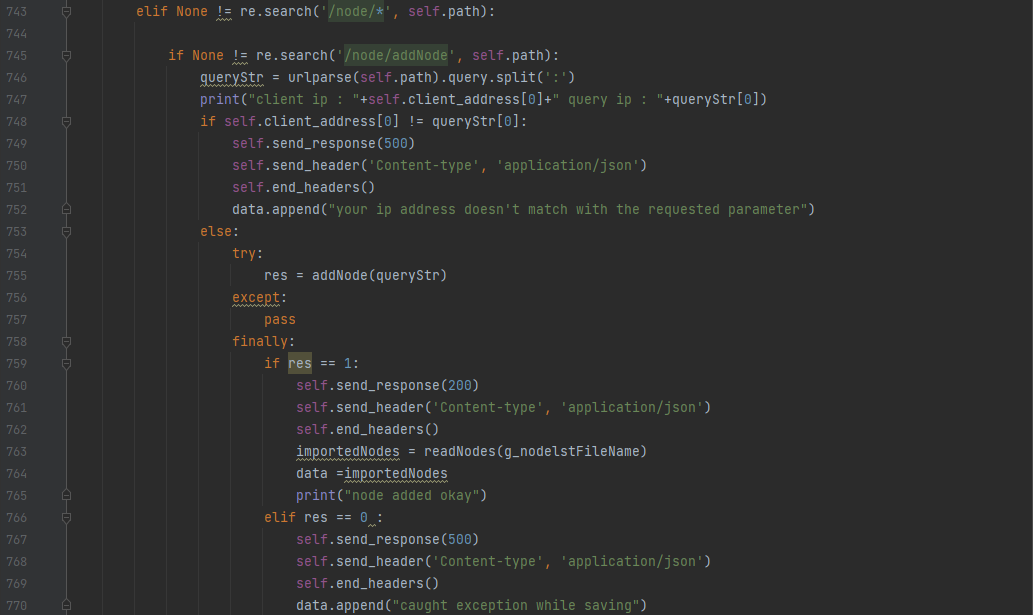 743 elif None != re.search('/node/*', self.path):
744
745 if None != re.search('/node/addNode', self.path):
746 queryStr = urlparse(self.path).query.split(':')
747 print("client ip : "+self.client_address[0]+" query ip : "+queryStr[0])
748 if self.client_address[0] != queryStr[0]:
749 self.send_response(500)
750 self.send_header('Content-type', 'application/json')
751 self.end_headers()
752 data.append("your ip address doesn't match with the requested parameter")
753 else:
754 try:
755 res = addNode(queryStr)
756 except:
757 pass
758 finally:
759 if res == 1:
760 self.send_response(200)
761 self.send_header('Content-type', 'application/json')
762 self.end_headers()
763 importedNodes = readNodes(g_nodelstFileName)
764 data =importedNodes
765 print("node added okay")
766 elif res == 0 :
767 self.send_response(500)
768 self.send_header('Content-type', 'application/json')
769 self.end_headers()
770 data.append("caught exception while saving")